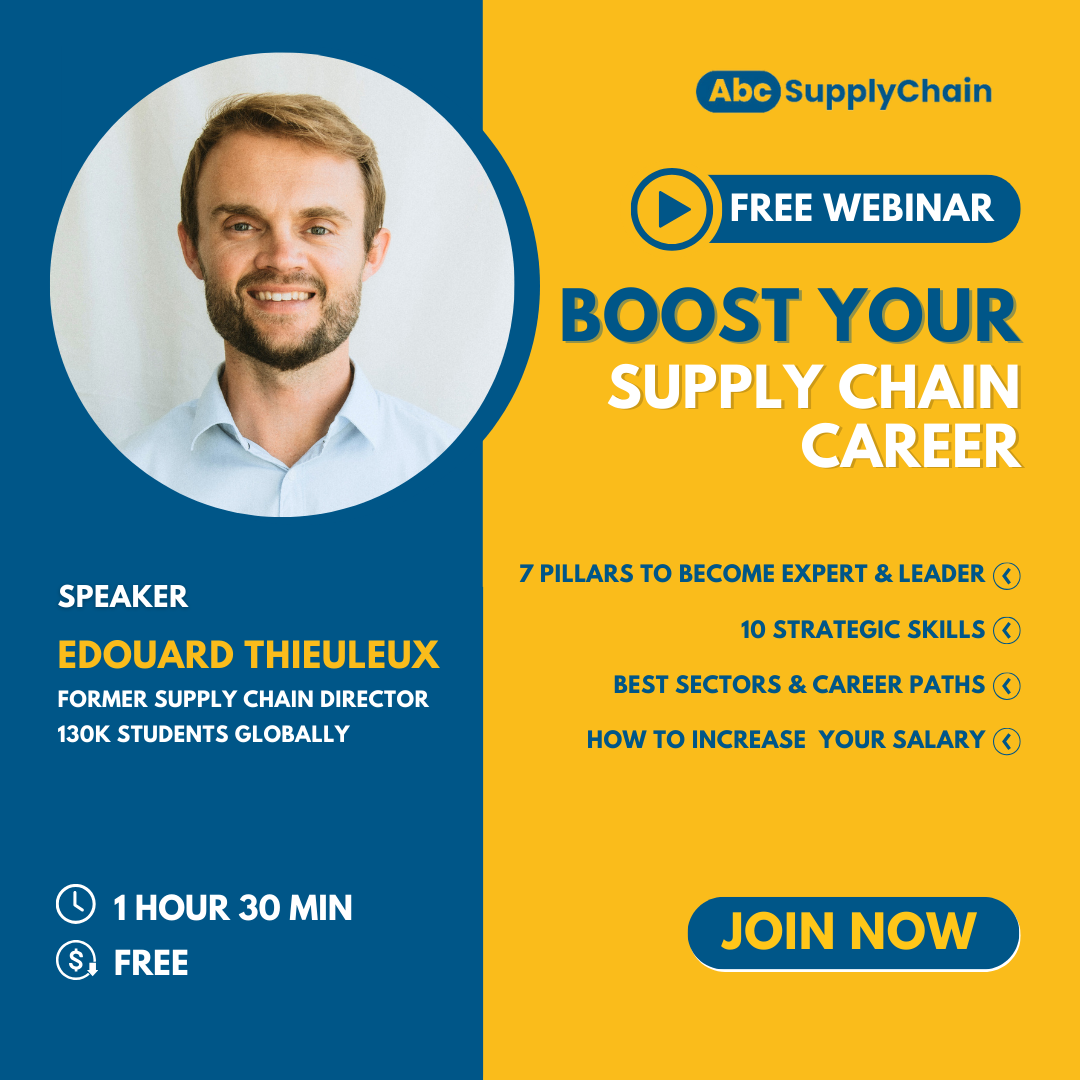 Abc SupplyChain
FREE WEBINAR
BOOST YOUR
SUPPLY CHAIN
CAREER
7 PILLARS TO BECOME EXPERT & LEADER
10 STRATEGIC SKILLS
BEST SECTORS & CAREER PATHS
HOW TO INCREASE YOUR SALARY
SPEAKER
EDOUARD THIEULEUX
FORMER SUPPLY CHAIN DIRECTOR
130K STUDENTS GLOBALLY
1 HOUR 30 MIN
$ FREE
JOIN NOW